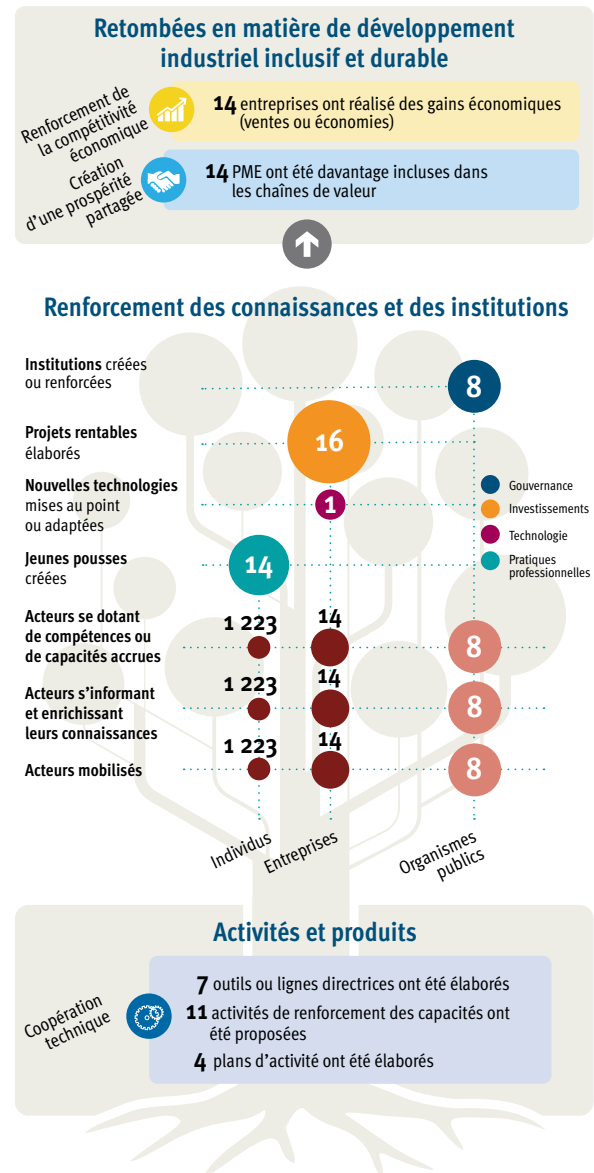 Retombées en matière de développement
industriel inclusif et durable
Renforcement de
la compétitivité
économique
14 entreprises ont réalisé des gains économiques
(ventes ou économies)
Création
d'une prospérité
partagée
14 PME ont été davantage incluses dans
les chaînes de valeur
Renforcement des connaissances et des institutions
Institutions créées
ou renforcées
8
Projets rentables
élaborés
16
Nouvelles technologies
mises au point
ou adaptées
1
Gouvernance
Investissements
Technologie
Pratiques
professionnelles
Jeunes pousses
créées
14
Acteurs se dotant
de compétences ou
de capacités accrues
1 223
14
8
Acteurs s'informant
et enrichissant
leurs connaissances
1 223
14
8
Acteurs mobilisés
1 223
14
8
Individus
Entreprises
Organismes
publics
Activités et produits
Coopération
technique
7 outils ou lignes directrices ont été élaborés
11 activités de renforcement des capacités ont
été proposées
4 plans d'activité ont été élaborés